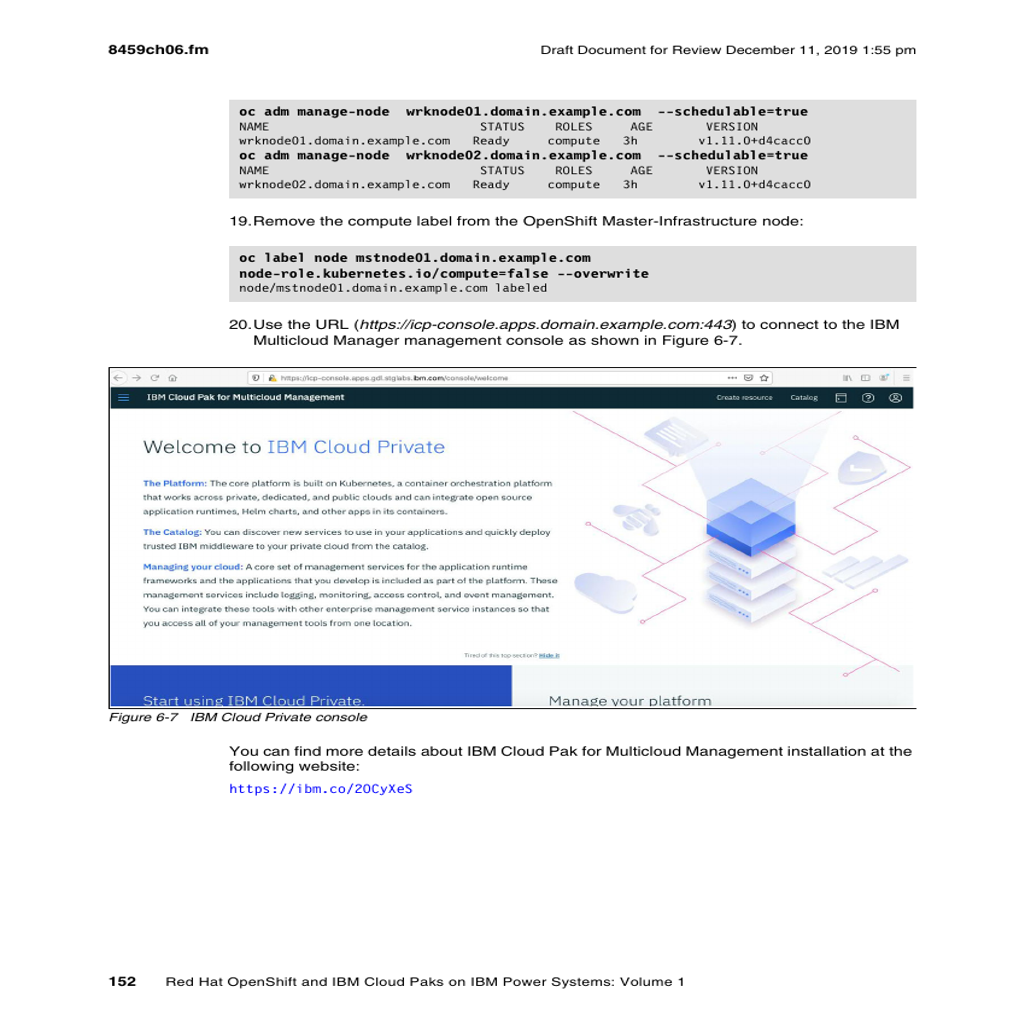 8459ch06.fm
Draft Document for Review December 11, 2019 1:55 pm
oc adm manage-node wrknode01.domain.example.com --schedulable=true
NAME STATUS ROLES AGE VERSION
wrknode01.domain.example.com Ready compute 3h v1.11.0+d4cacc0
oc adm manage-node wrknode02.domain.example.com --schedulable=true
NAME STATUS ROLES AGE VERSION
wrknode02.domain.example.com Ready compute 3h v1.11.0+d4cacc0
19.Remove the compute label from the OpenShift Master-Infrastructure node:
oc label node mstnode01.domain.example.com
node-role.kubernetes.io/compute=false --overwrite
node/mstnode01.domain.example.com labeled
20.Use the URL (https://icp-console.apps.domain.example.com:443) to connect to the IBM
Multicloud Manager management console as shown in Figure 6-7.
https://icp-console.apps.gdl.stglabs.ibm.com/console/welcome
IBM Cloud Pak for Multicloud Management
Create resource Catalog
Welcome to IBM Cloud Private
The Platform: The core platform is built on Kubernetes, a container orchestration platform
that works across private, dedicated, and public clouds and can integrate open source
application runtimes, Helm charts, and other apps in its containers.
The Catalog: You can discover new services to use in your applications and quickly deploy
trusted IBM middleware to your private cloud from the catalog.
Managing your cloud: A core set of management services for the application runtime
frameworks and the applications that you develop is included as part of the platform. These
management services include logging, monitoring, access control, and event management.
You can integrate these tools with other enterprise management service instances so that
you access all of your management tools from one location.
Tired of this top section? Hide it
Start using IBM Cloud Private.
Manage your platform
Figure 6-7 IBM Cloud Private console
You can find more details about IBM Cloud Pak for Multicloud Management installation at the
following website:
https://ibm.co/2OCyXeS
152 Red Hat OpenShift and IBM Cloud Paks on IBM Power Systems: Volume 1